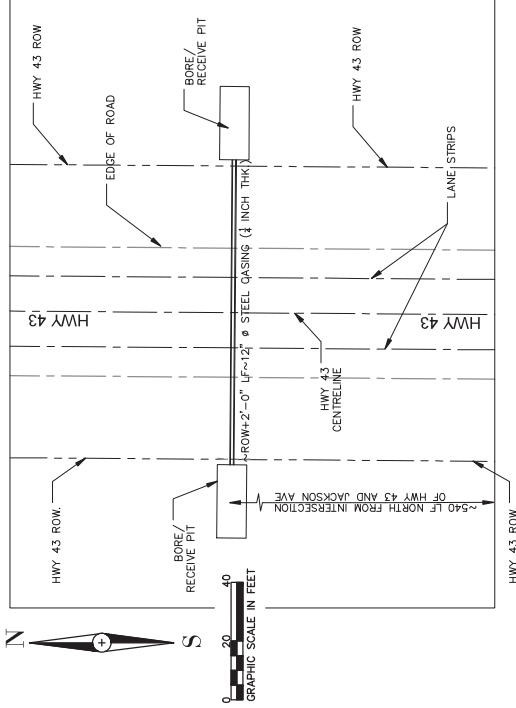 HWY 43 ROW
EDGE OF ROAD
BORE/
RECEIVE PIT
HWY 43 ROW
LANE STRIPS
HWY 43
HWY 43
~ROW+2'-0" LF~12" ø STEEL CASING (¼ INCH THK)
HWY 43
CENTRELINE
HWY 43 ROW.
BORE/
RECEIVE PIT
~540 LF NORTH FROM INTERSECTION
OF HWY 43 AND JACKSON AVE
HWY 43 ROW
N
S
0 20 40
GRAPHIC SCALE IN FEET